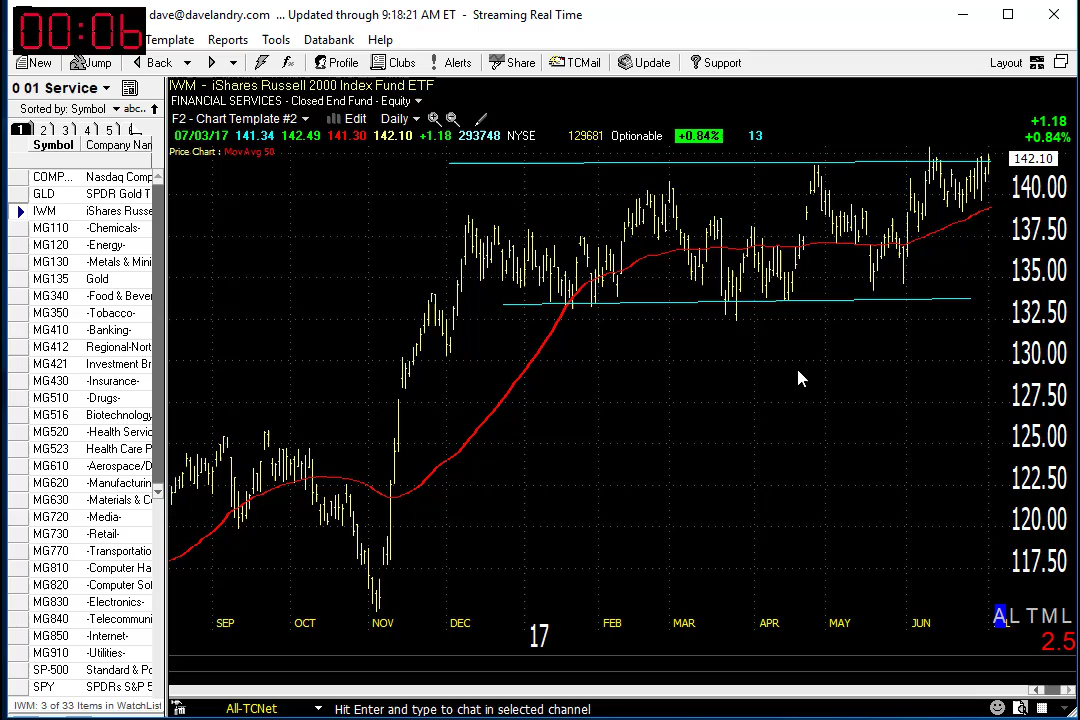 00:06
dave@davelandry.com ... Updated through 9:18:21 AM ET - Streaming Real Time
Template Reports Tools Databank Help
New Jump Back Profile Clubs Alerts Share TCMail Update Support Layout
0 01 Service
Sorted by: Symbol abc..
1 2 3 4 5
Symbol Company Nan
COMP... Nasdaq Comp
GLD SPDR Gold T
IWM iShares Russe
MG110 -Chemicals-
MG120 -Energy-
MG130 -Metals & Mini
MG135 Gold
MG340 -Food & Bever
MG350 -Tobacco-
MG410 -Banking-
MG412 Regional-Nort
MG421 Investment Br
MG430 -Insurance-
MG510 -Drugs-
MG516 Biotechnology
MG520 -Health Servic
MG523 Health Care P
MG610 -Aerospace/D
MG620 -Manufacturin
MG630 -Materials & C
MG720 -Media-
MG730 -Retail-
MG770 -Transportatio
MG810 -Computer Ha
MG820 -Computer Sof
MG830 -Electronics-
MG840 -Telecommuni
MG850 -Internet-
MG910 -Utilities-
SP-500 Standard & Po
SPY SPDRs S&P 5
IWM: 3 of 33 Items in WatchList
IWM - iShares Russell 2000 Index Fund ETF
FINANCIAL SERVICES - Closed End Fund - Equity
F2 - Chart Template #2 Edit Daily
07/03/17 141.34 142.49 141.30 142.10 +1.18 293748 NYSE 129681 Optionable +0.84% 13
+1.18
+0.84%
Price Chart : MovAvg 50
142.10
140.00
137.50
135.00
132.50
130.00
127.50
125.00
122.50
120.00
117.50
SEP OCT NOV DEC 17 FEB MAR APR MAY JUN
A L T M L
2.5
All-TCNet Hit Enter and type to chat in selected channel